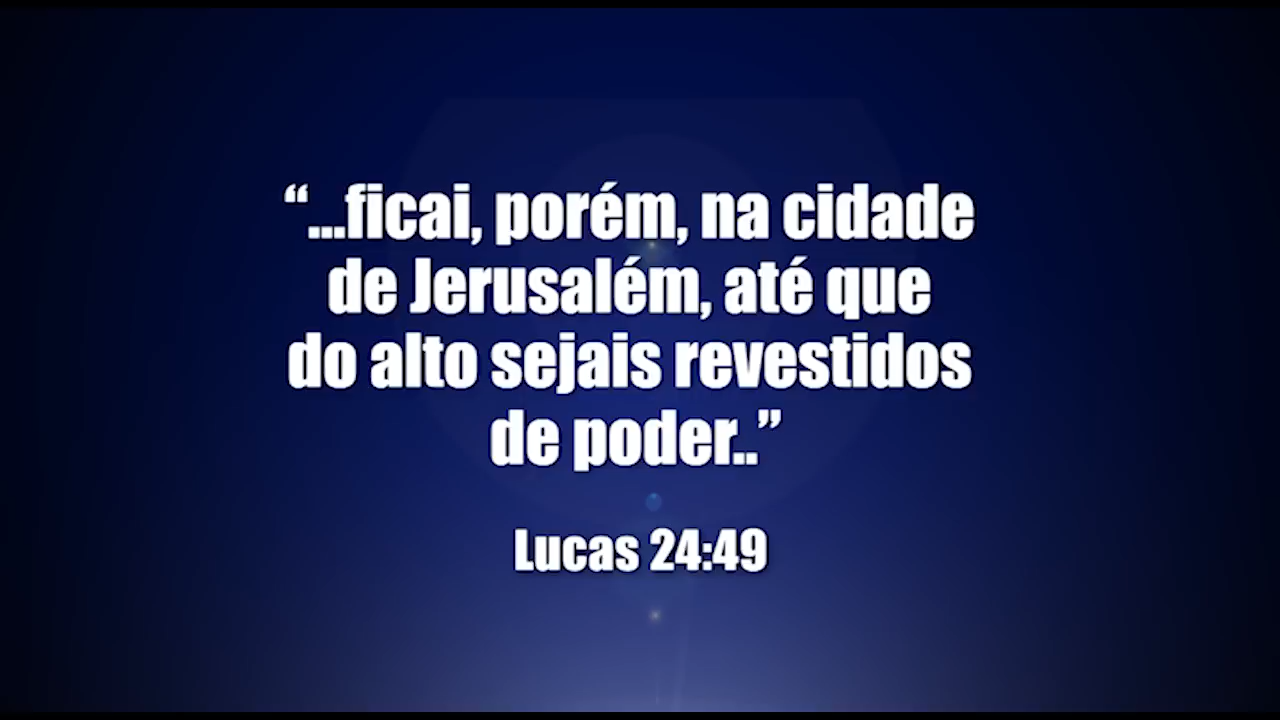 “...ficai, porém, na cidade
de Jerusalém, até que
do alto sejais revestidos
de poder..”
Lucas 24:49